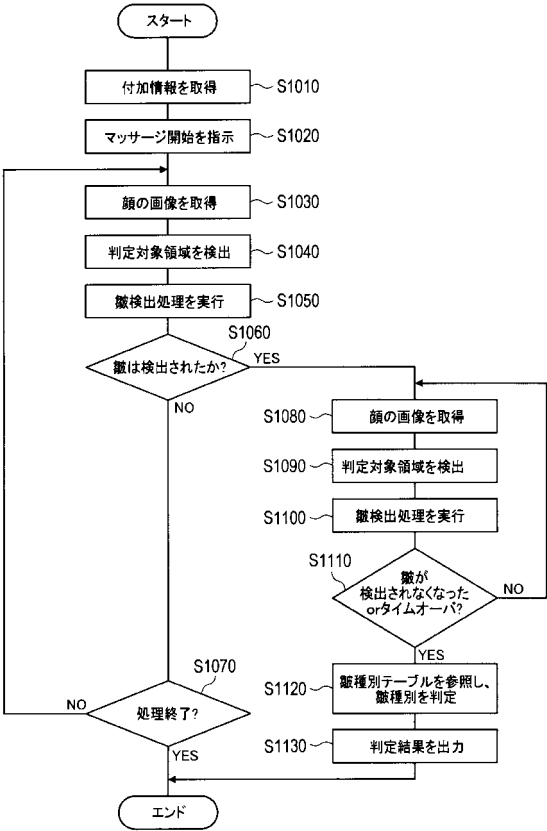 スタート
付加情報を取得
S1010
マッサージ開始を指示
S1020
顔の画像を取得
S1030
判定対象領域を検出
S1040
皺検出処理を実行
S1050
S1060
皺は検出されたか?
YES
NO
S1080
顔の画像を取得
S1090
判定対象領域を検出
S1100
皺検出処理を実行
S1110
皺が
検出されなくなった
orタイムオーバ?
NO
YES
S1120
皺種別テーブルを参照し、
皺種別を判定
S1130
判定結果を出力
S1070
処理終了?
NO
YES
エンド